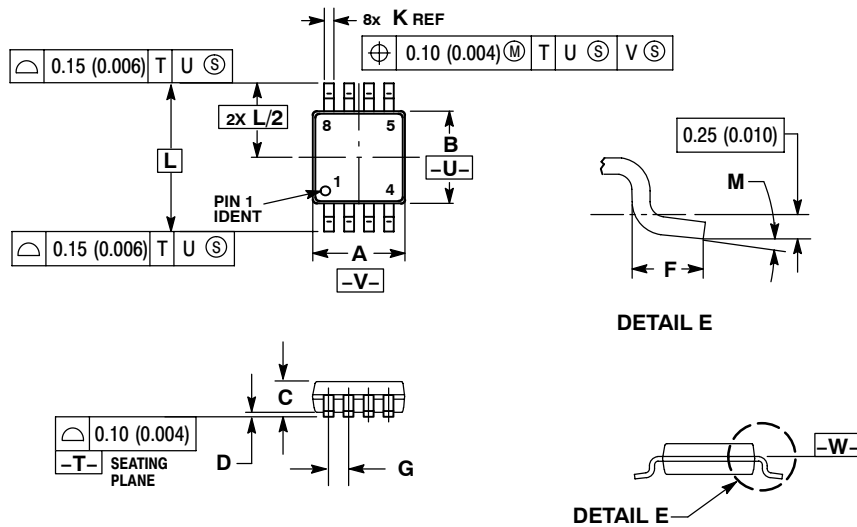 8x K REF
⌖ 0.10 (0.004) Ⓜ T U Ⓢ V Ⓢ
⌓ 0.15 (0.006) T U Ⓢ
2X L/2
8 5
B
-U-
L
1
4
PIN 1
IDENT
⌓ 0.15 (0.006) T U Ⓢ
A
-V-
0.25 (0.010)
M
F
DETAIL E
C
⌓ 0.10 (0.004)
-T- SEATING
PLANE
D
G
-W-
DETAIL E